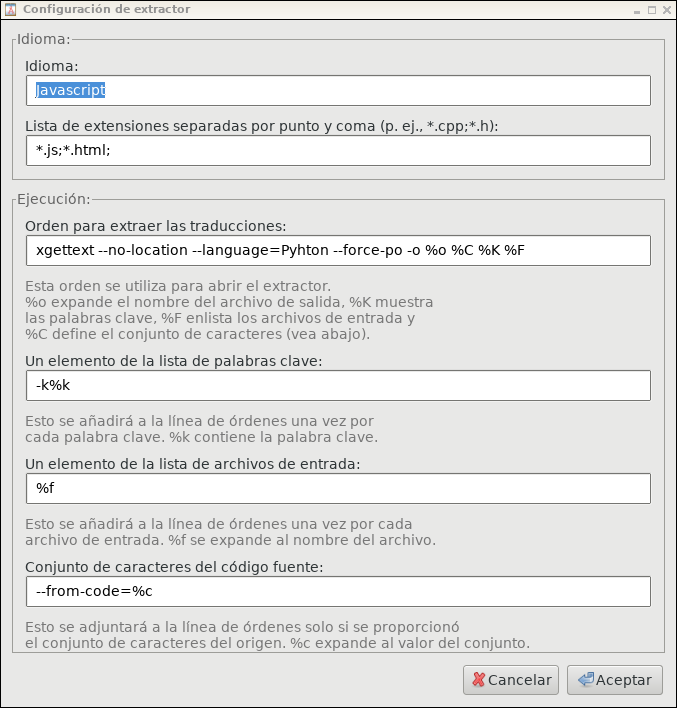 Configuración de extractor
Idioma:
Idioma:
Javascript
Lista de extensiones separadas por punto y coma (p. ej., *.cpp;*.h):
*.js;*.html;
Ejecución:
Orden para extraer las traducciones:
xgettext --no-location --language=Pyhton --force-po -o %o %C %K %F
Esta orden se utiliza para abrir el extractor.
%o expande el nombre del archivo de salida, %K muestra
las palabras clave, %F enlista los archivos de entrada y
%C define el conjunto de caracteres (vea abajo).
Un elemento de la lista de palabras clave:
-k%k
Esto se añadirá a la línea de órdenes una vez por
cada palabra clave. %k contiene la palabra clave.
Un elemento de la lista de archivos de entrada:
%f
Esto se añadirá a la línea de órdenes una vez por cada
archivo de entrada. %f se expande al nombre del archivo.
Conjunto de caracteres del código fuente:
--from-code=%c
Esto se adjuntará a la línea de órdenes solo si se proporcionó
el conjunto de caracteres del origen. %c expande al valor del conjunto.
Cancelar
Aceptar